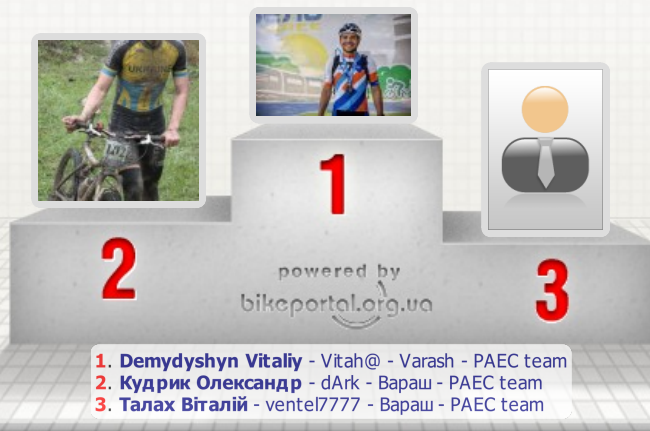 UKRAINE
1
2
3
powered by
bikeportal.org.ua
1. Demydyshyn Vitaliy - Vitah@ - Varash - PAEC team
2. Кудрик Олександр - dArk - Вараш - PAEC team
3. Талах Віталій - ventel7777 - Вараш - PAEC team